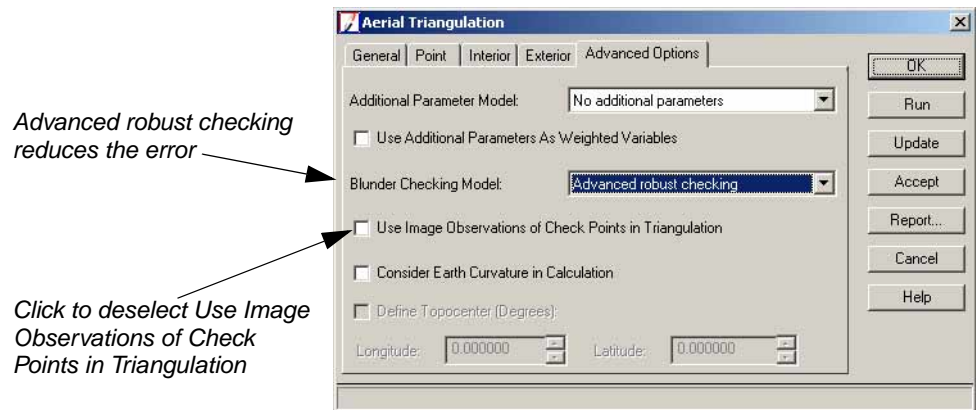 Aerial Triangulation
General Point Interior Exterior Advanced Options
OK
Additional Parameter Model: No additional parameters
Run
Advanced robust checking
reduces the error
Use Additional Parameters As Weighted Variables
Update
Blunder Checking Model: Advanced robust checking
Accept
Use Image Observations of Check Points in Triangulation
Report...
Consider Earth Curvature in Calculation
Cancel
Click to deselect Use Image
Observations of Check
Points in Triangulation
Define Topocenter (Degrees):
Help
Longitude: 0.000000 Latitude: 0.000000